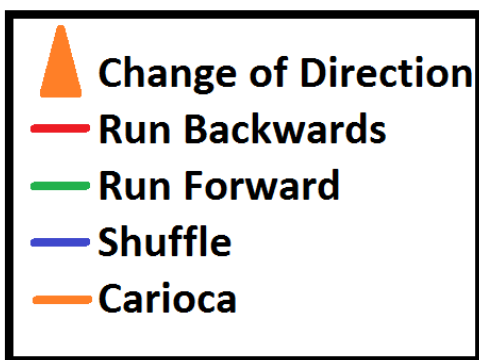 Change of Direction
Run Backwards
Run Forward
Shuffle
Carioca